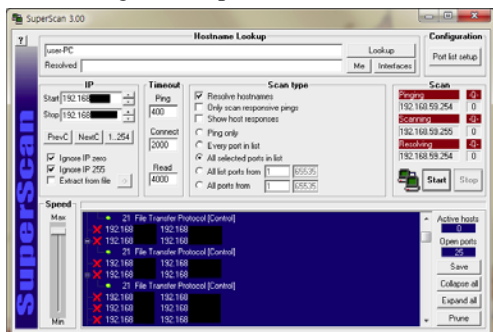 SuperScan 3.00
?
Hostname Lookup
user-PC
Lookup
Resolved
Me Interfaces
Configuration
Port list setup
IP
Start 192.168
Stop 192.168
PrevC NextC 1..254
Ignore IP zero
Ignore IP 255
Extract from file
Timeout
Ping
400
Connect
2000
Read
4000
Scan type
Resolve hostnames
Only scan responsive pings
Show host responses
Ping only
Every port in list
All selected ports in list
All list ports from 1 65535
All ports from 1 65535
Scan
Pinging -Q-
192.168.59.254 0
Scanning -Q-
192.168.59.255 0
Resolving -Q-
192.168.59.254 0
Start Stop
SuperScan
Speed
Max
Min
21 File Transfer Protocol [Control]
192.168 192.168
192.168 192.168
21 File Transfer Protocol [Control]
192.168 192.168
192.168 192.168
21 File Transfer Protocol [Control]
192.168 192.168
192.168 192.168
192.168 192.168
Active hosts
0
Open ports
25
Save
Collapse all
Expand all
Prune